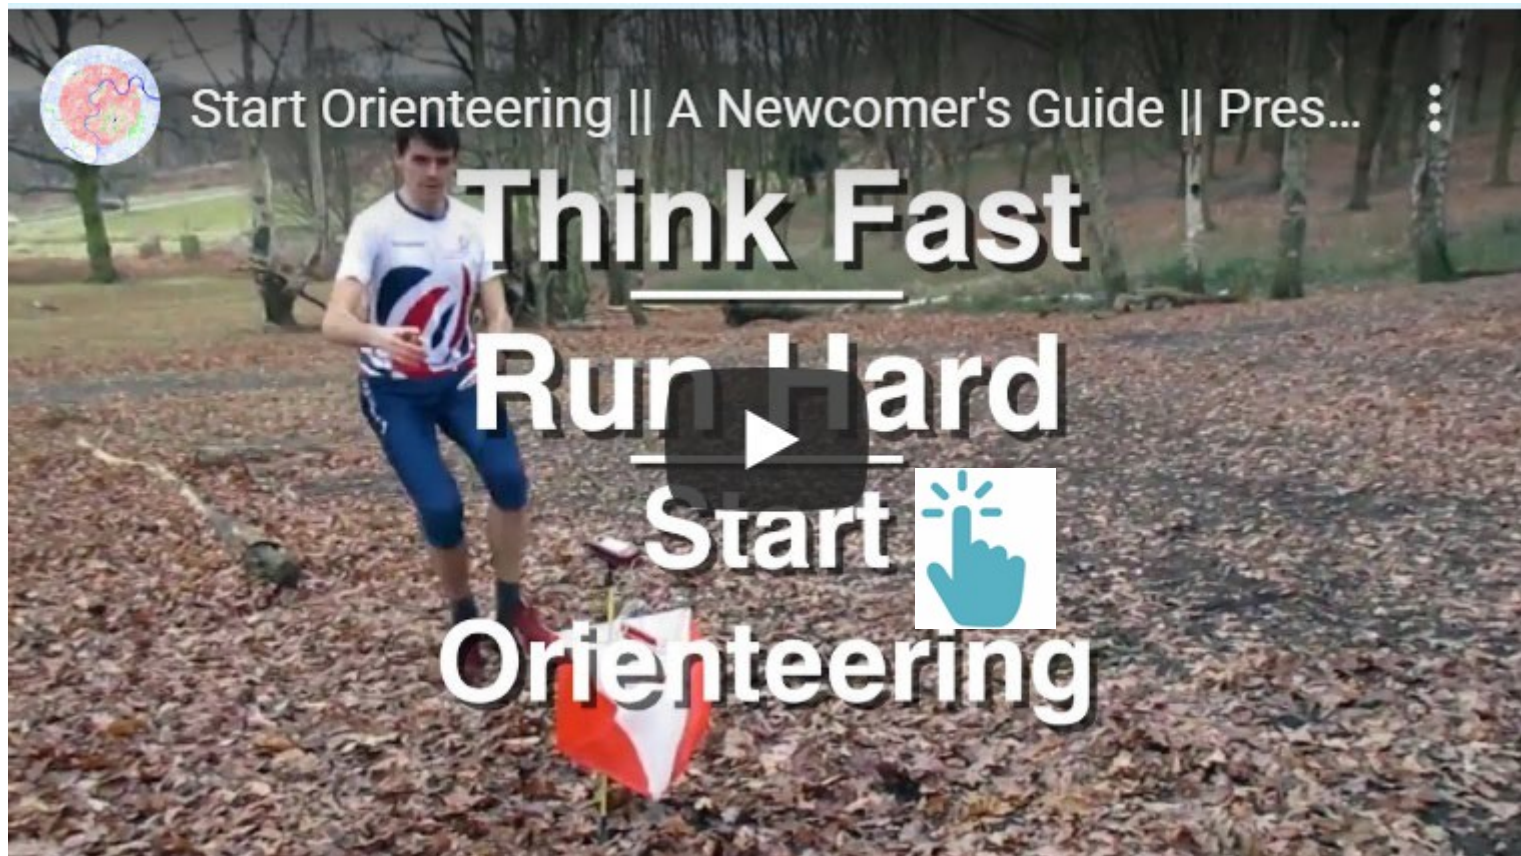 Start Orienteering || A Newcomer's Guide || Pres...
Think Fast
Run Hard
Start
Orienteering